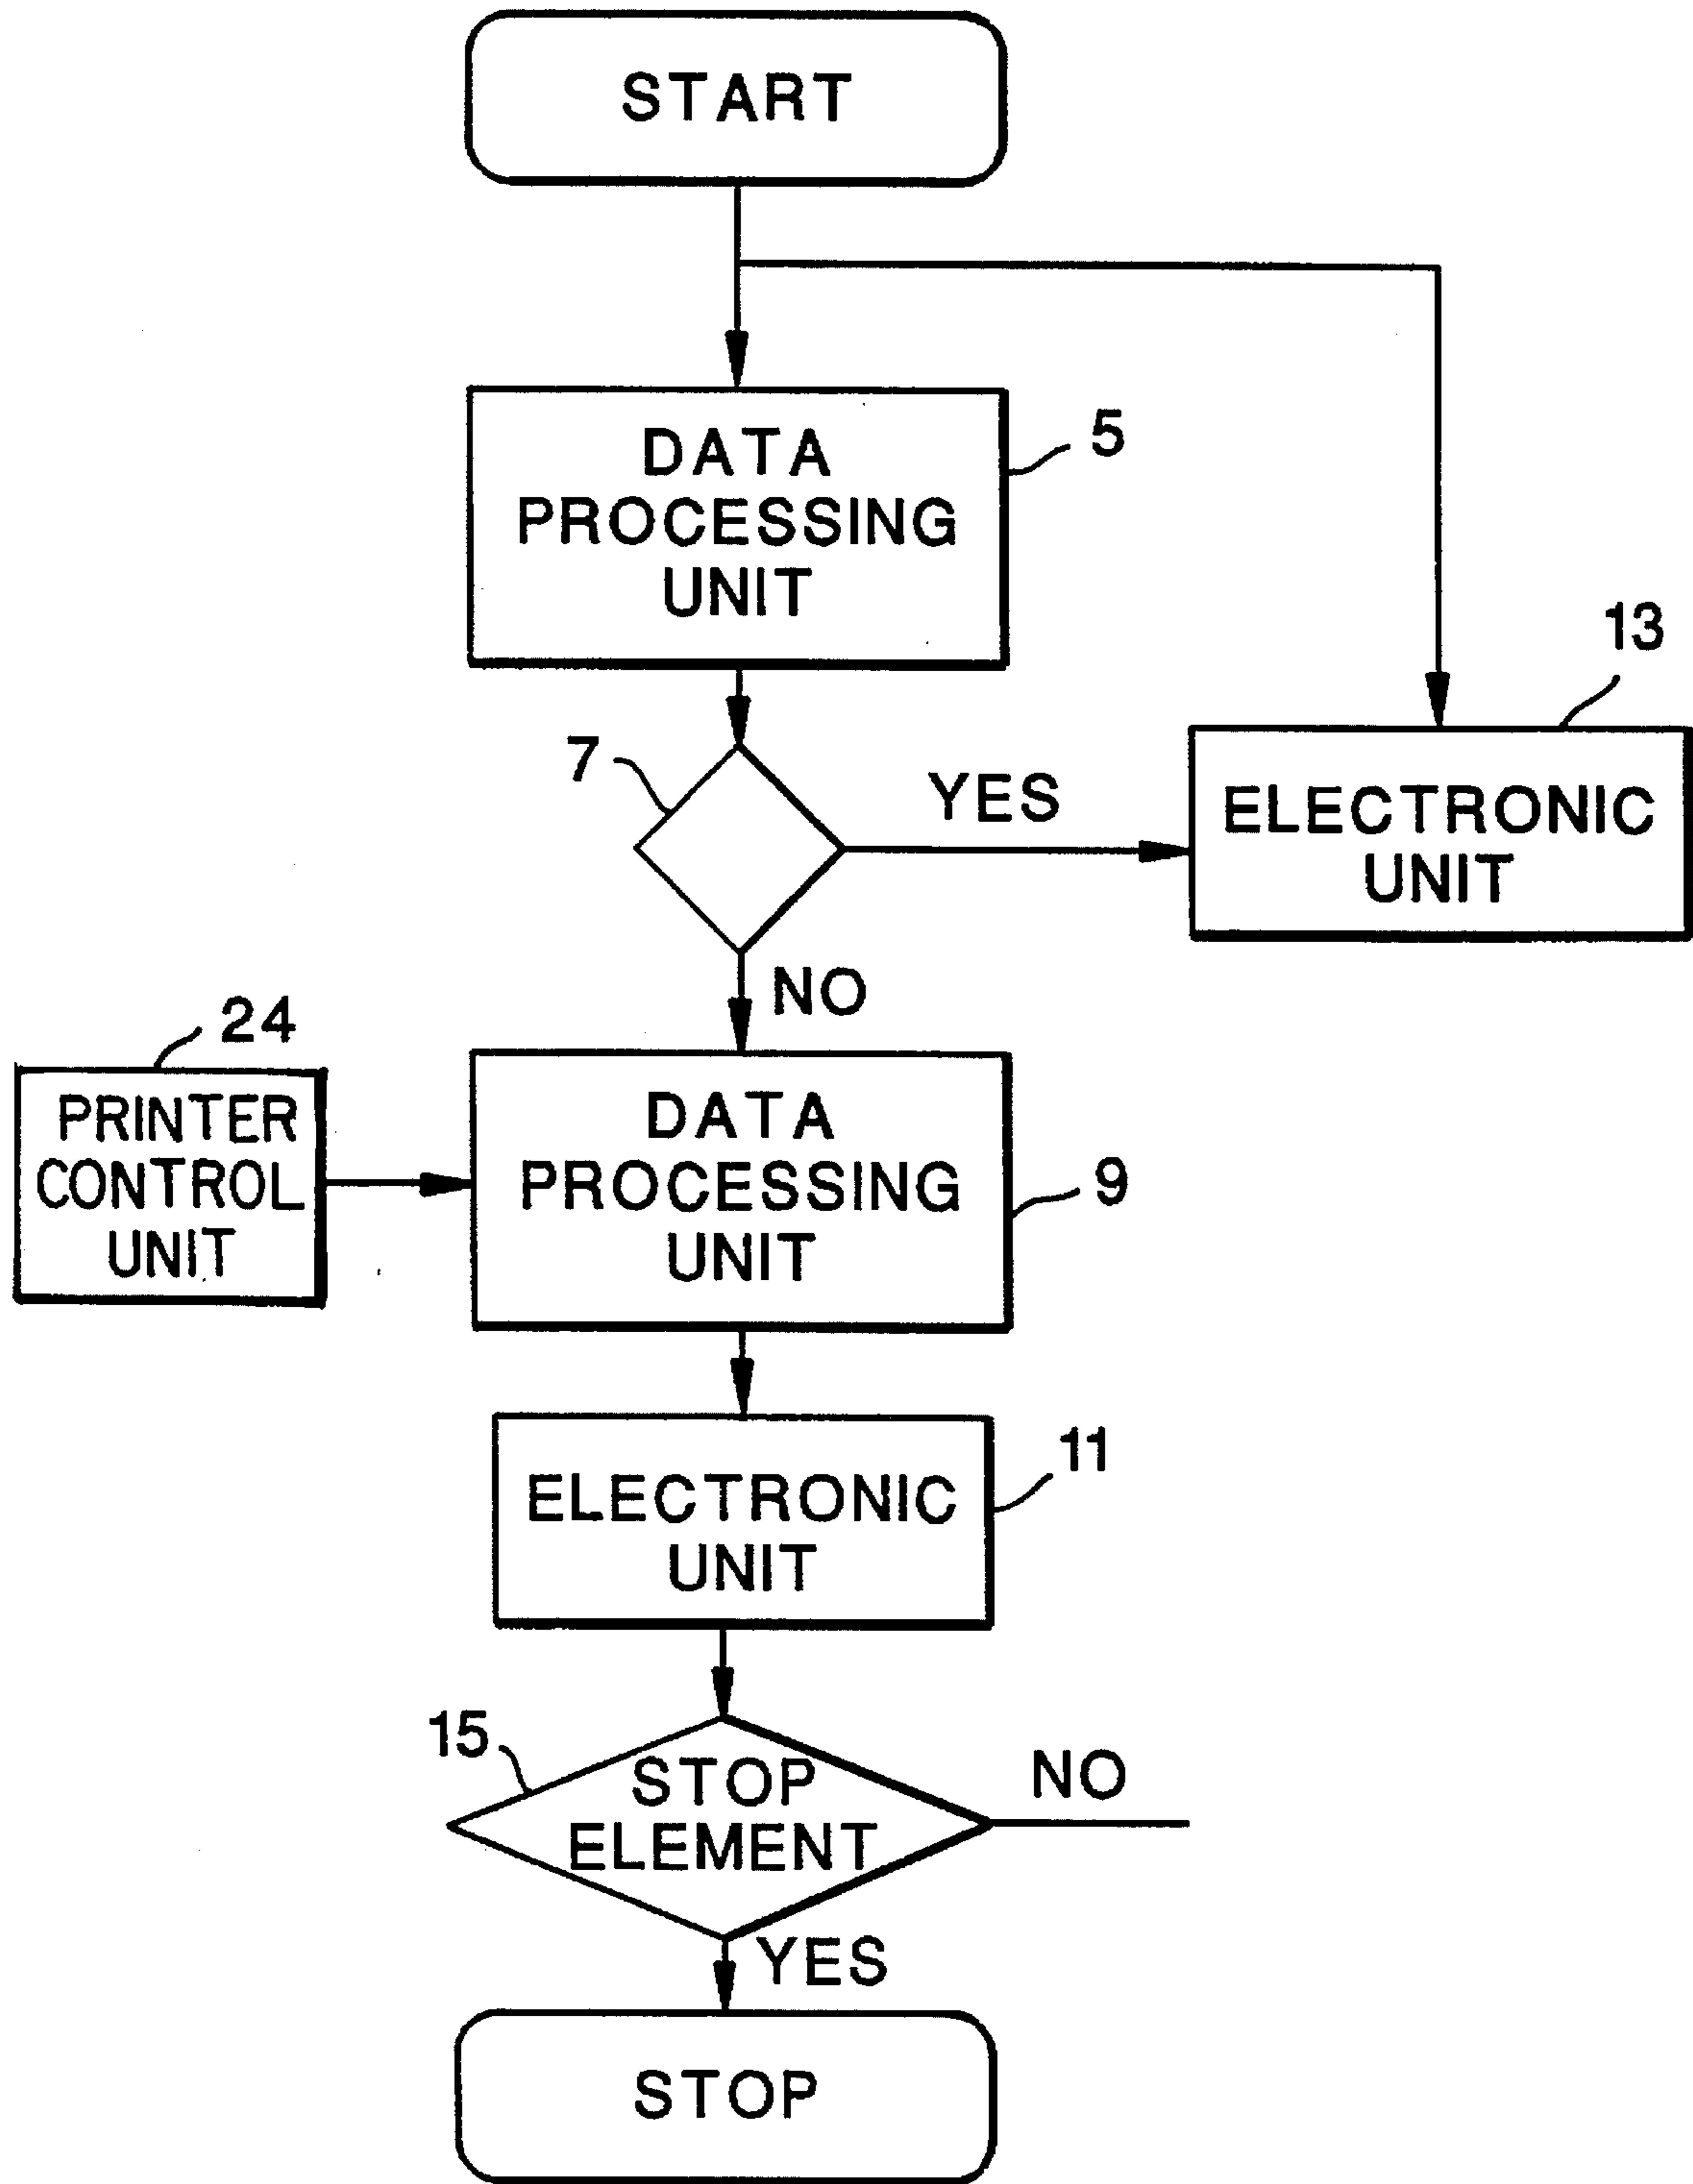 START
DATA
PROCESSING
UNIT
5
13
7
YES
ELECTRONIC
UNIT
NO
24
PRINTER
CONTROL
UNIT
DATA
PROCESSING
UNIT
9
ELECTRONIC
UNIT
11
15
STOP
ELEMENT
NO
YES
STOP